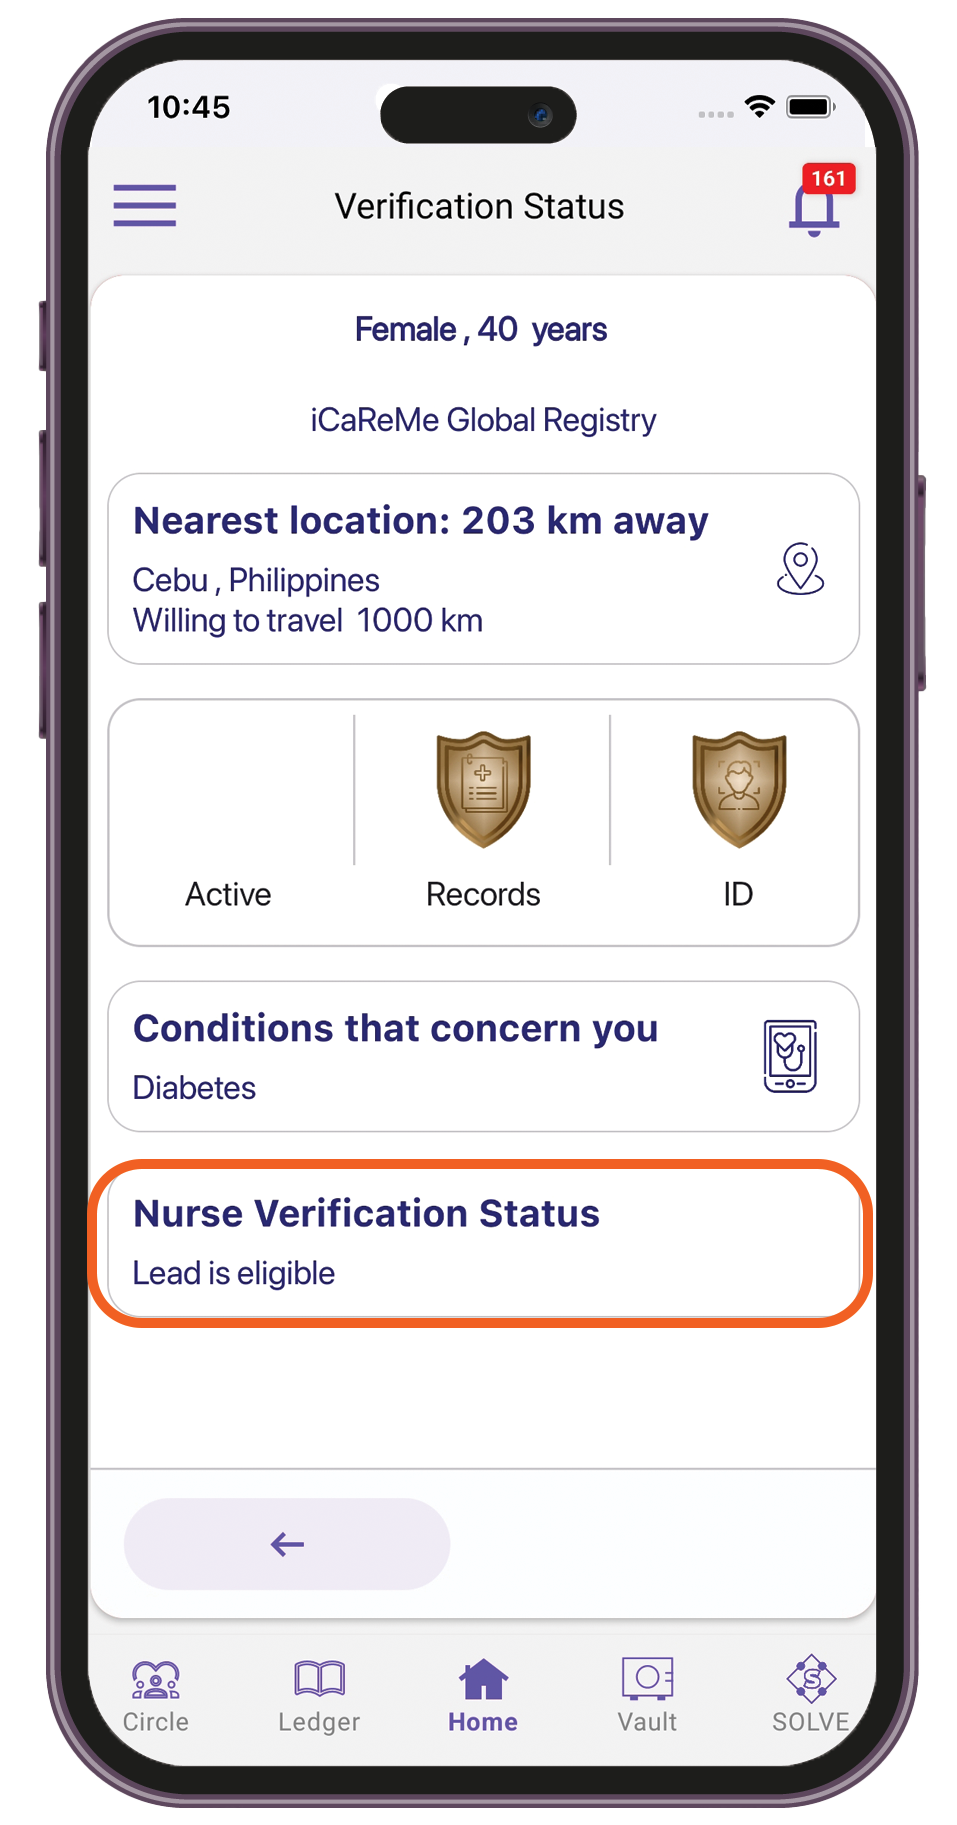 10:45
161
Verification Status
Female , 40 years
iCaReMe Global Registry
Nearest location: 203 km away
Cebu , Philippines
Willing to travel 1000 km
Active
Records
ID
Conditions that concern you
Diabetes
Nurse Verification Status
Lead is eligible
Circle
Ledger
Home
Vault
S
SOLVE